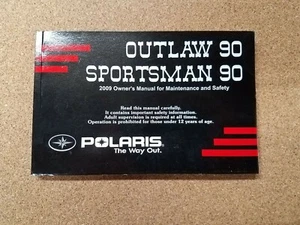 OUTLAW 90
SPORTSMAN 90
2009 Owner's Manual for Maintenance and Safety
Read this manual carefully.
It contains important safety information.
Adult supervision is required at all times.
Operation is prohibited for those under 12 years of age.
POLARIS
The Way Out.